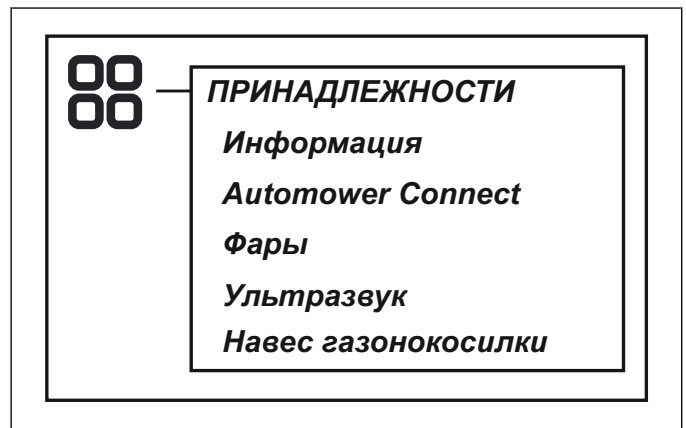 ПРИНАДЛЕЖНОСТИ
Информация
Automower Connect
Фары
Ультразвук
Навес газонокосилки